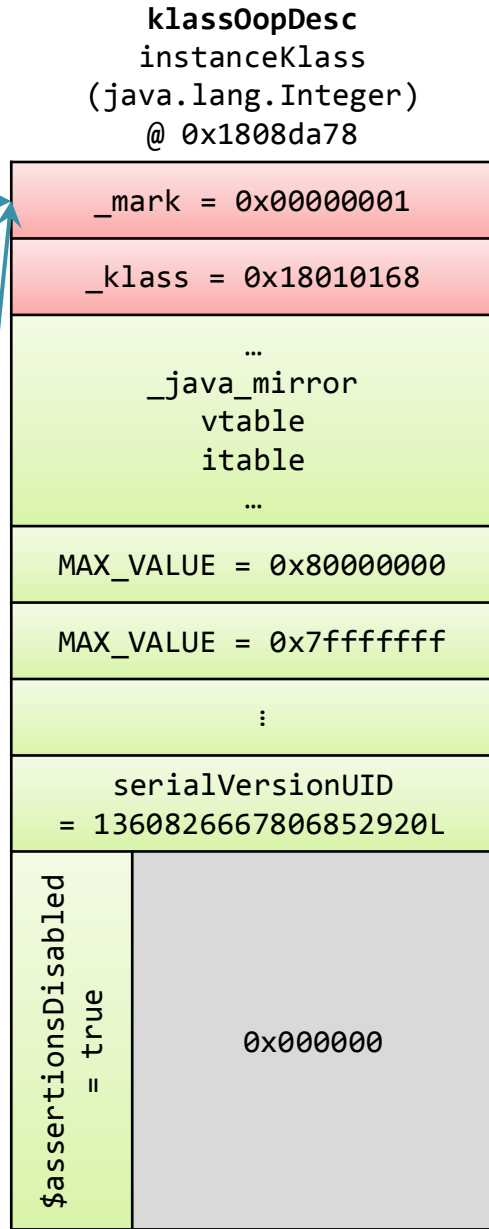 klassOopDesc
instanceKlass
(java.lang.Integer)
@ 0x1808da78
_mark = 0x00000001
_klass = 0x18010168
…
_java_mirror
vtable
itable
…
MAX_VALUE = 0x80000000
MAX_VALUE = 0x7fffffff
⋮
serialVersionUID
= 1360826667806852920L
$assertionsDisabled
= true
0x000000